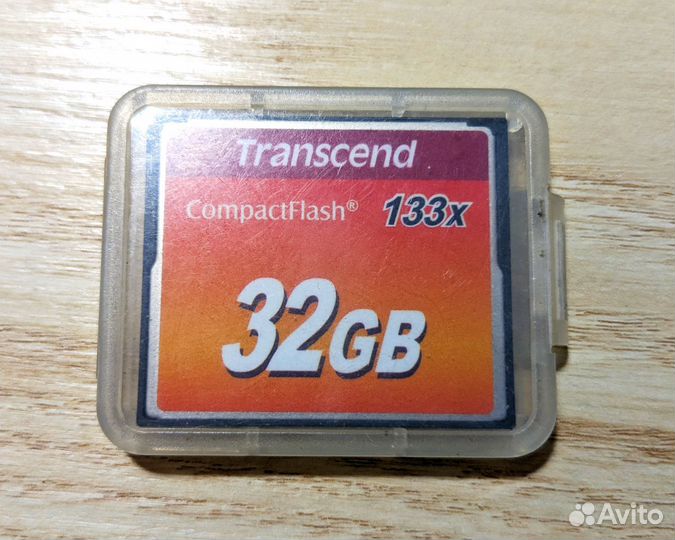 Transcend
CompactFlash® 133x
32GB
Avito